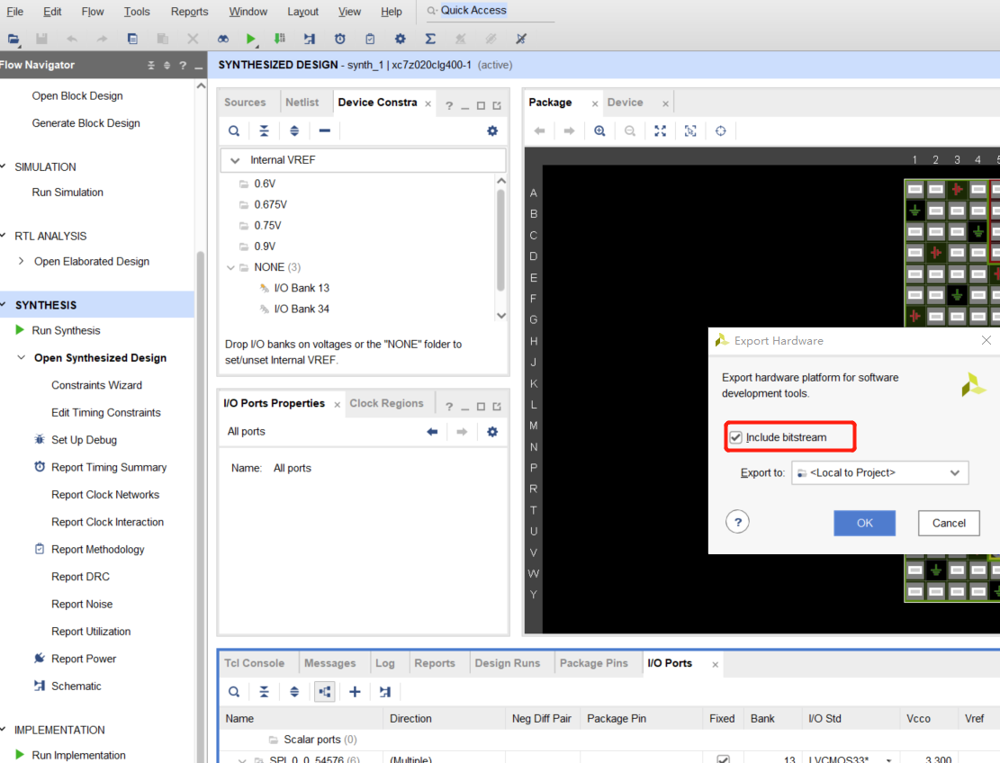 File Edit Flow Tools Reports Window Layout View Help Quick Access
Flow Navigator ? _
SYNTHESIZED DESIGN - synth_1 | xc7z020clg400-1 (active)
Open Block Design
Generate Block Design
SIMULATION
Run Simulation
RTL ANALYSIS
Open Elaborated Design
SYNTHESIS
Run Synthesis
Open Synthesized Design
Constraints Wizard
Edit Timing Constraints
Set Up Debug
Report Timing Summary
Report Clock Networks
Report Clock Interaction
Report Methodology
Report DRC
Report Noise
Report Utilization
Report Power
Schematic
IMPLEMENTATION
Run Implementation
Sources Netlist Device Constra × ? _
Internal VREF
0.6V
0.675V
0.75V
0.9V
NONE (3)
I/O Bank 13
I/O Bank 34
Drop I/O banks on voltages or the "NONE" folder to
set/unset Internal VREF.
I/O Ports Properties × Clock Regions ? _
All ports
Name: All ports
Package × Device ×
1 2 3 4 5
A
B
C
D
E
F
G
H
J
K
L
M
N
P
R
T
U
V
W
Y
Export Hardware
Export hardware platform for software
development tools.
Include bitstream
Export to: <Local to Project>
? OK Cancel
Tcl Console Messages Log Reports Design Runs Package Pins I/O Ports ×
Name Direction Neg Diff Pair Package Pin Fixed Bank I/O Std Vcco Vref
Scalar ports (0)
SPI_0_0_54576 (6) (Multiple) 13 LVCMOS33* 3.300